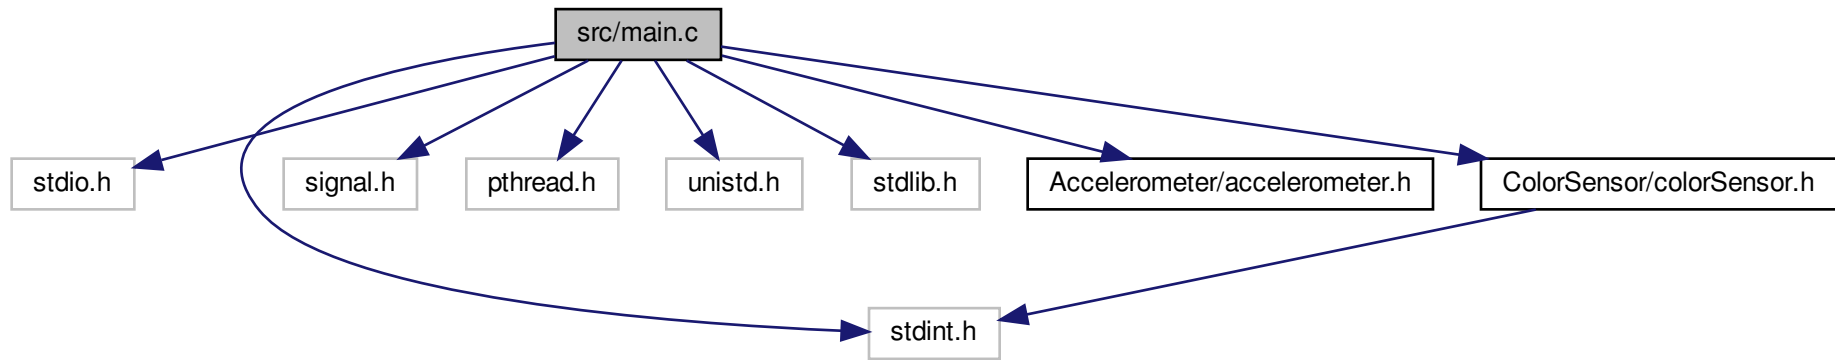 src/main.c
stdio.h
signal.h
pthread.h
unistd.h
stdlib.h
Accelerometer/accelerometer.h
ColorSensor/colorSensor.h
stdint.h